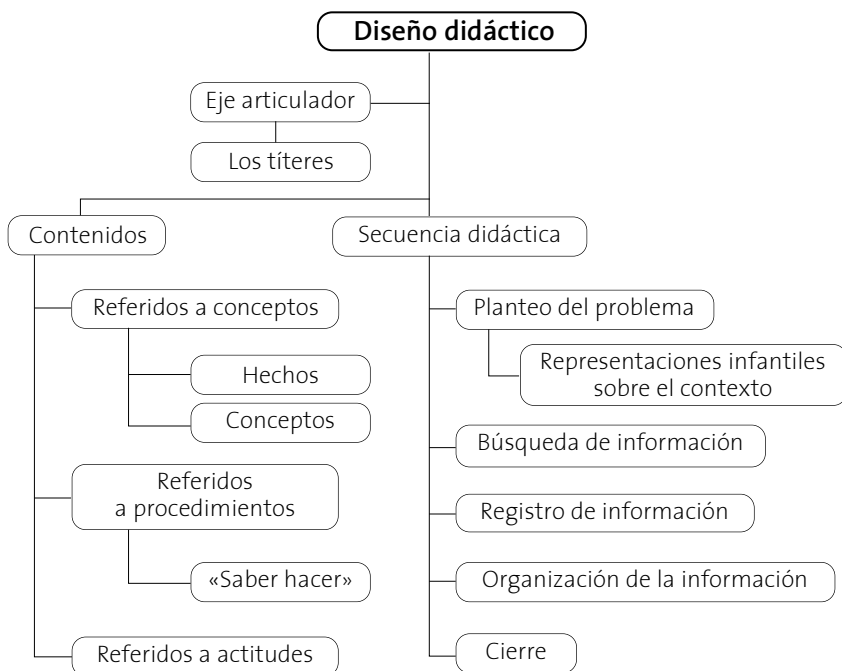 Diseño didáctico
Eje articulador
Los títeres
Contenidos
Referidos a conceptos
Hechos
Conceptos
Referidos
a procedimientos
«Saber hacer»
Referidos a actitudes
Secuencia didáctica
Planteo del problema
Representaciones infantiles
sobre el contexto
Búsqueda de información
Registro de información
Organización de la información
Cierre